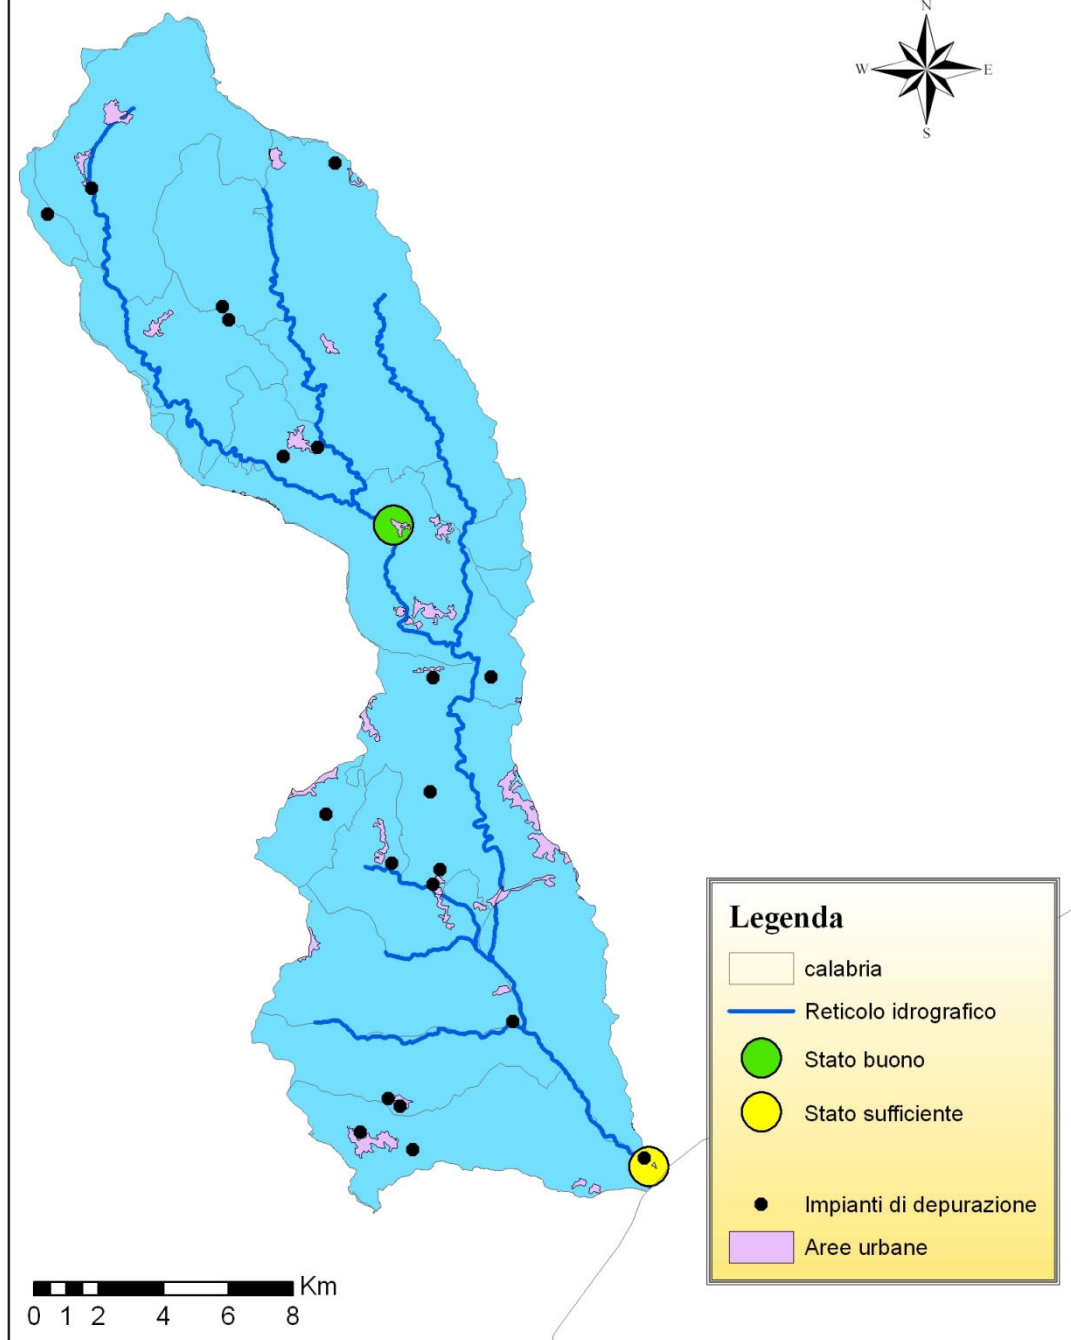 N
W E
S
Legenda
calabria
Reticolo idrografico
Stato buono
Stato sufficiente
Impianti di depurazione
Aree urbane
Km
0 1 2 4 6 8